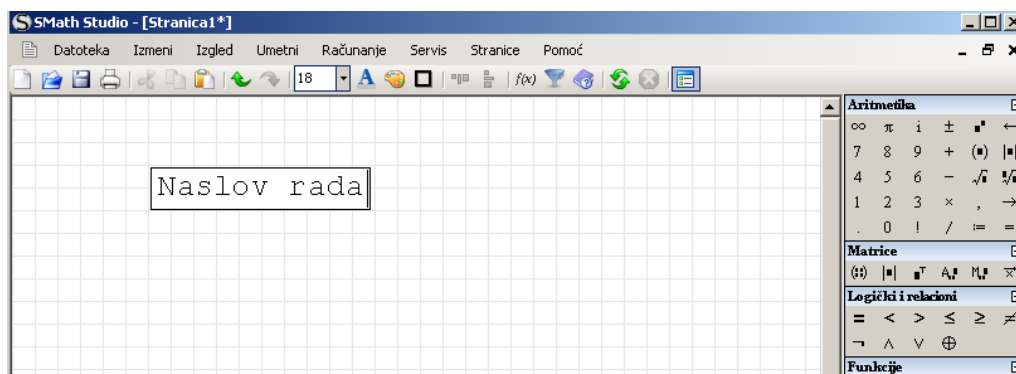 SMath Studio - [Stranica1*]
Datoteka Izmeni Izgled Umetni Računanje Servis Stranice Pomoć
18 A f(x)
Naslov rada
Aritmetika
∞ π i ± ←
7 8 9 + (▪) |▪|
4 5 6 − √ √
1 2 3 × , →
. 0 ! / := =
Matrice
|▪| ▪T A M
Logički i relacioni
= < > ≤ ≥ ≠
¬ ∧ ∨ ⊕
Funkcije